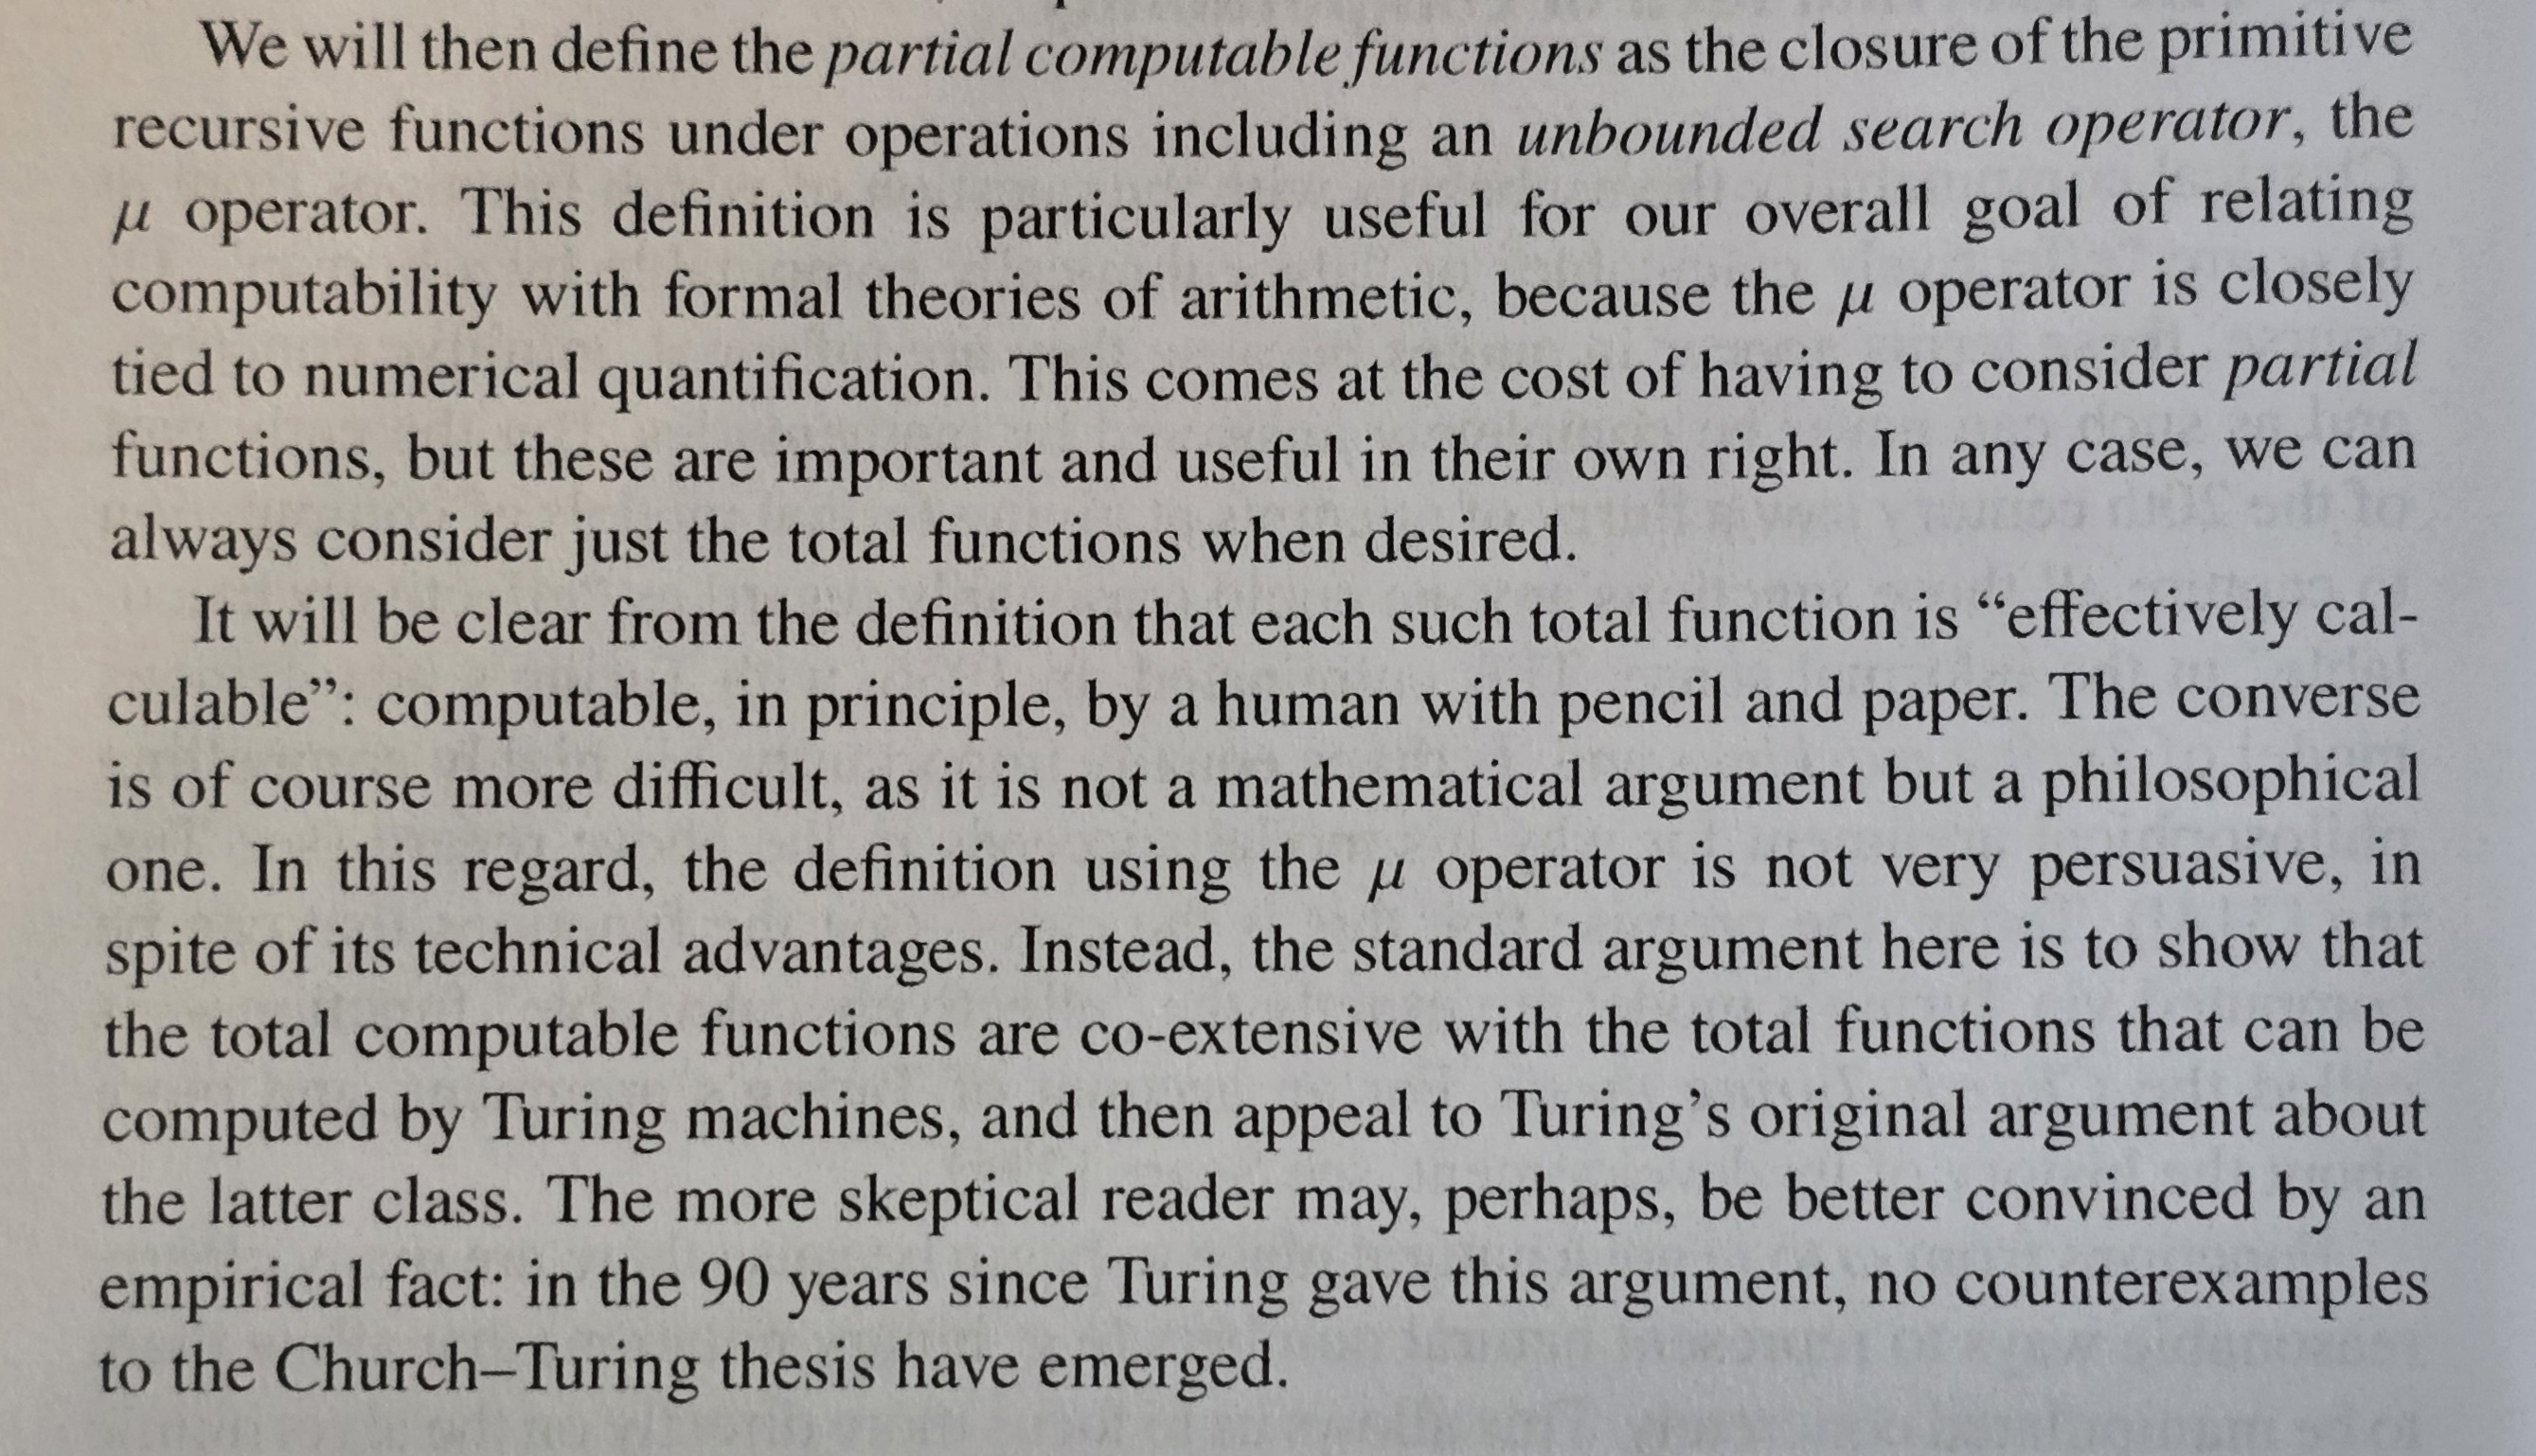 We will then define the partial computable functions as the closure of the primitive
recursive functions under operations including an unbounded search operator, the
μ operator. This definition is particularly useful for our overall goal of relating
computability with formal theories of arithmetic, because the μ operator is closely
tied to numerical quantification. This comes at the cost of having to consider partial
functions, but these are important and useful in their own right. In any case, we can
always consider just the total functions when desired.
It will be clear from the definition that each such total function is “effectively cal-
culable”: computable, in principle, by a human with pencil and paper. The converse
is of course more difficult, as it is not a mathematical argument but a philosophical
one. In this regard, the definition using the μ operator is not very persuasive, in
spite of its technical advantages. Instead, the standard argument here is to show that
the total computable functions are co-extensive with the total functions that can be
computed by Turing machines, and then appeal to Turing’s original argument about
the latter class. The more skeptical reader may, perhaps, be better convinced by an
empirical fact: in the 90 years since Turing gave this argument, no counterexamples
to the Church–Turing thesis have emerged.